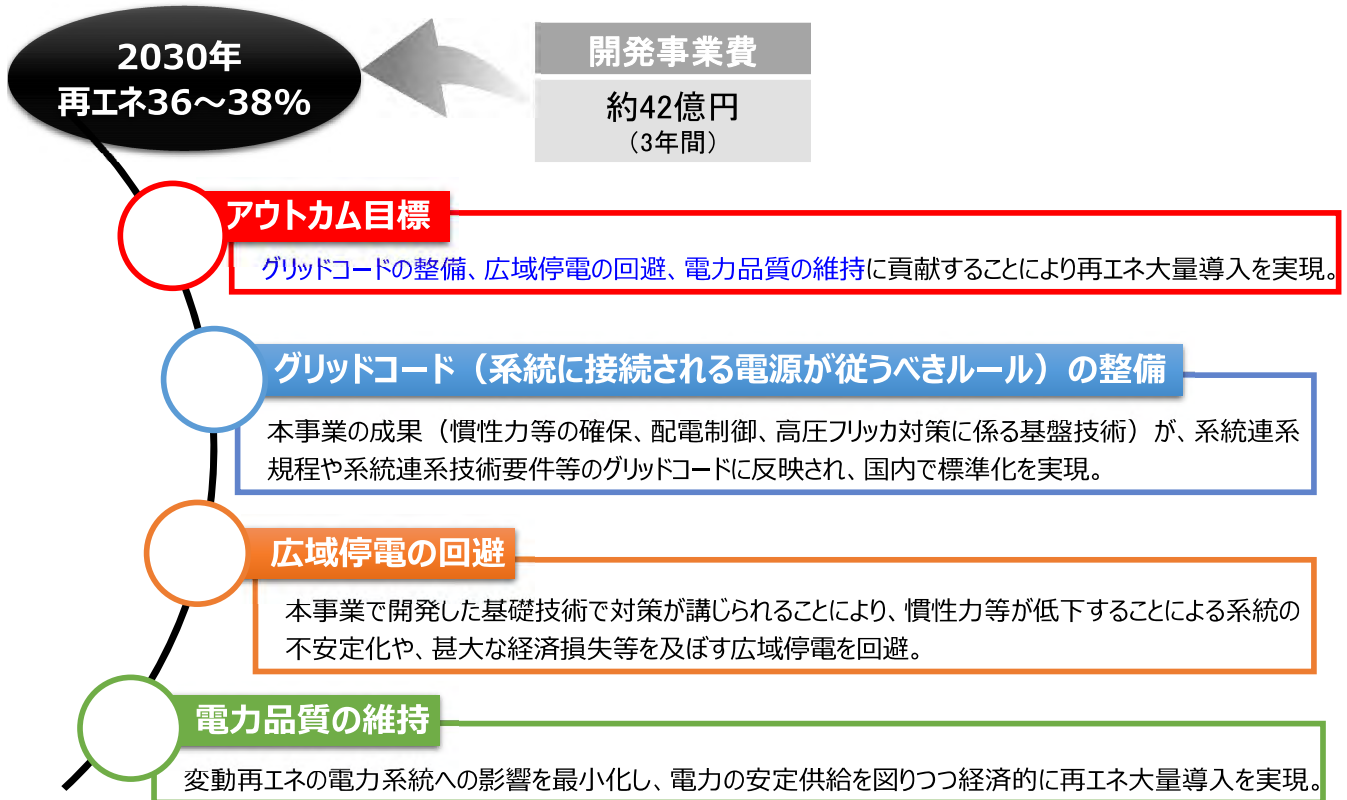 2030年
再エネ36～38%
開発事業費
約42億円
（3年間）
アウトカム目標
グリッドコードの整備、広域停電の回避、電力品質の維持に貢献することにより再エネ大量導入を実現。
グリッドコード（系統に接続される電源が従うべきルール）の整備
本事業の成果（慣性力等の確保、配電制御、高圧フリッカ対策に係る基盤技術）が、系統連系
規程や系統連系技術要件等のグリッドコードに反映され、国内で標準化を実現。
広域停電の回避
本事業で開発した基礎技術で対策が講じられることにより、慣性力等が低下することによる系統の
不安定化や、甚大な経済損失等を及ぼす広域停電を回避。
電力品質の維持
変動再エネの電力系統への影響を最小化し、電力の安定供給を図りつつ経済的に再エネ大量導入を実現。